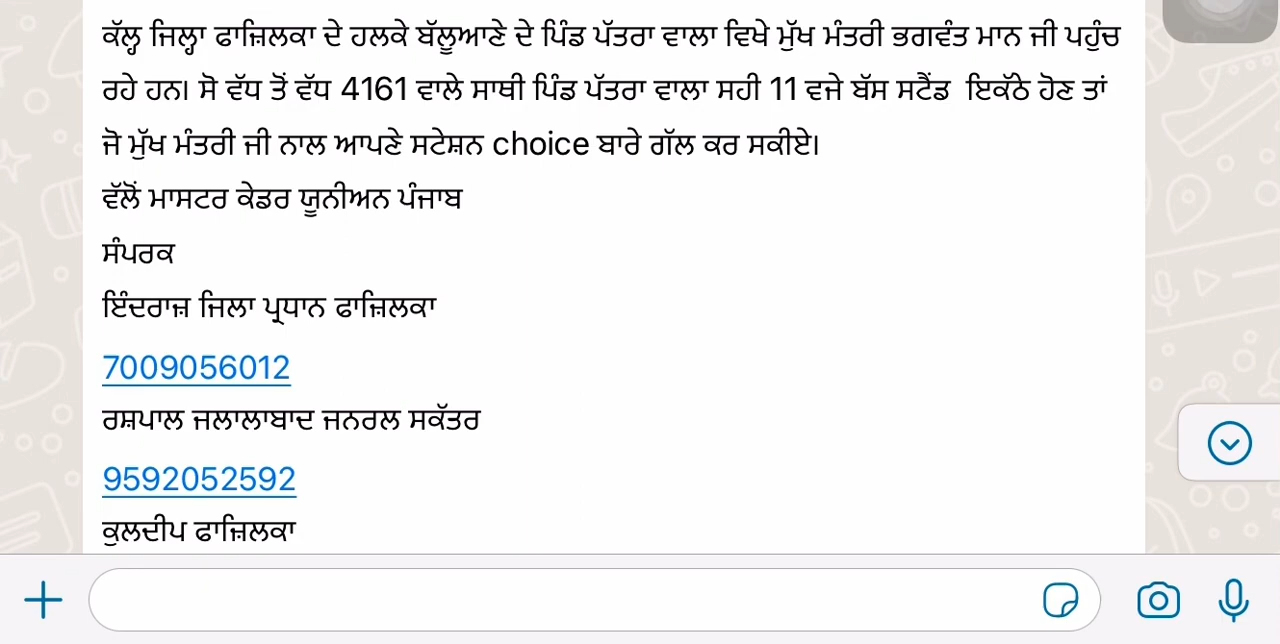 ਕੱਲ੍ਹ ਜਿਲ੍ਹਾ ਫਾਜ਼ਿਲਕਾ ਦੇ ਹਲਕੇ ਬੱਲੂਆਣੇ ਦੇ ਪਿੰਡ ਪੱਤਰਾ ਵਾਲਾ ਵਿਖੇ ਮੁੱਖ ਮੰਤਰੀ ਭਗਵੰਤ ਮਾਨ ਜੀ ਪਹੁੰਚ
ਰਹੇ ਹਨ। ਸੋ ਵੱਧ ਤੋਂ ਵੱਧ 4161 ਵਾਲੇ ਸਾਥੀ ਪਿੰਡ ਪੱਤਰਾ ਵਾਲਾ ਸਹੀ 11 ਵਜੇ ਬੱਸ ਸਟੈਂਡ ਇਕੱਠੇ ਹੋਣ ਤਾਂ
ਜੋ ਮੁੱਖ ਮੰਤਰੀ ਜੀ ਨਾਲ ਆਪਣੇ ਸਟੇਸ਼ਨ choice ਬਾਰੇ ਗੱਲ ਕਰ ਸਕੀਏ।
ਵੱਲੋਂ ਮਾਸਟਰ ਕੇਡਰ ਯੂਨੀਅਨ ਪੰਜਾਬ
ਸੰਪਰਕ
ਇੰਦਰਾਜ਼ ਜਿਲਾ ਪ੍ਰਧਾਨ ਫਾਜ਼ਿਲਕਾ
7009056012
ਰਸ਼ਪਾਲ ਜਲਾਲਾਬਾਦ ਜਨਰਲ ਸਕੱਤਰ
9592052592
ਕੁਲਦੀਪ ਫਾਜ਼ਿਲਕਾ